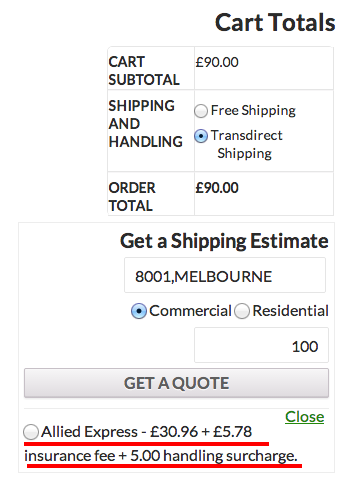 Cart Totals
CART £90.00
SUBTOTAL
SHIPPING Free Shipping
AND Transdirect
HANDLING Shipping
ORDER £90.00
TOTAL
Get a Shipping Estimate
8001,MELBOURNE
Commercial Residential
100
GET A QUOTE
Close
Allied Express - £30.96 + £5.78
insurance fee + 5.00 handling surcharge.